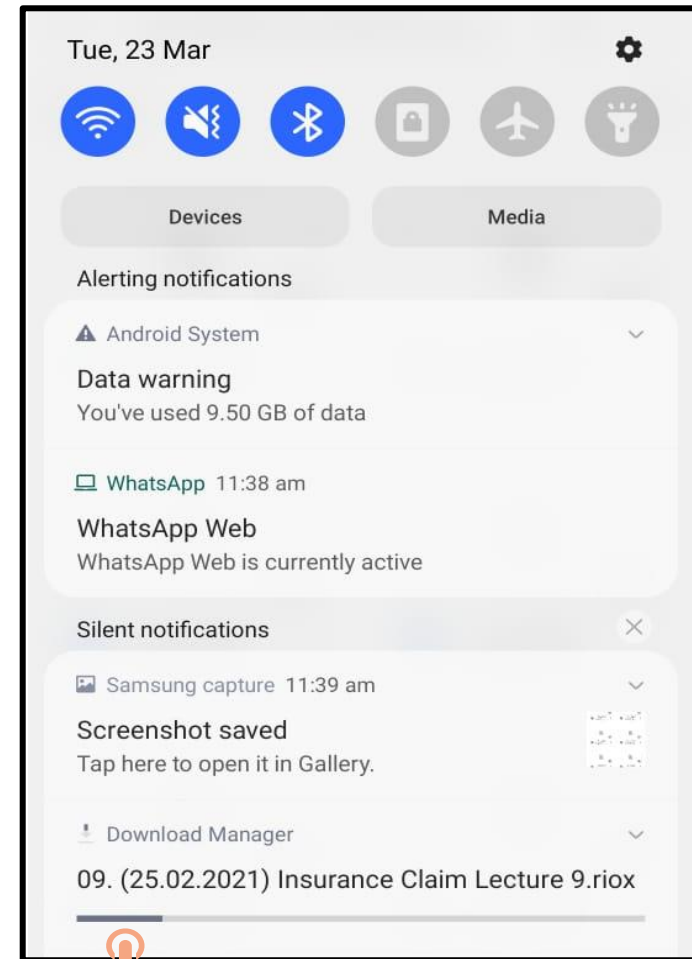 Tue, 23 Mar
Devices
Media
Alerting notifications
Android System
Data warning
You've used 9.50 GB of data
WhatsApp 11:38 am
WhatsApp Web
WhatsApp Web is currently active
Silent notifications
Samsung capture 11:39 am
Screenshot saved
Tap here to open it in Gallery.
Download Manager
09. (25.02.2021) Insurance Claim Lecture 9.riox